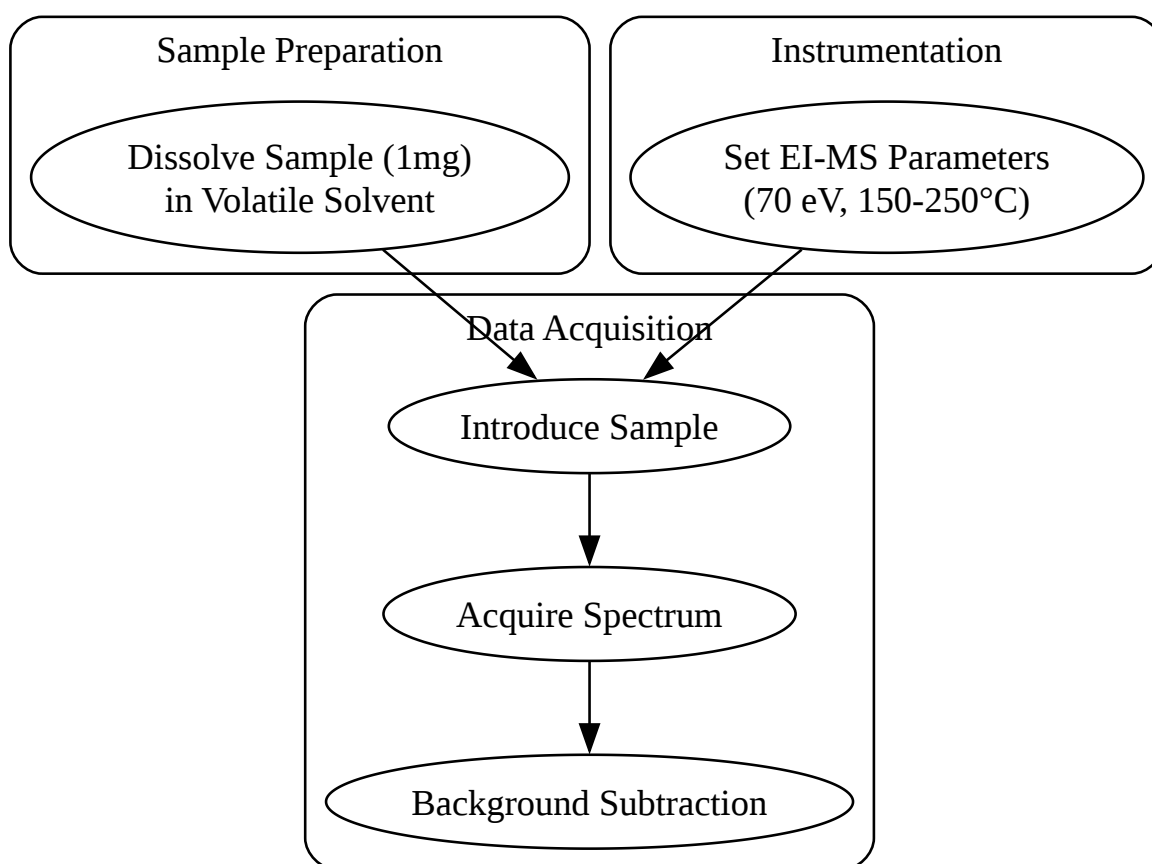 Sample Preparation
Dissolve Sample (1mg)
in Volatile Solvent
Instrumentation
Set EI-MS Parameters
(70 eV, 150-250°C)
Data Acquisition
Introduce Sample
Acquire Spectrum
Background Subtraction